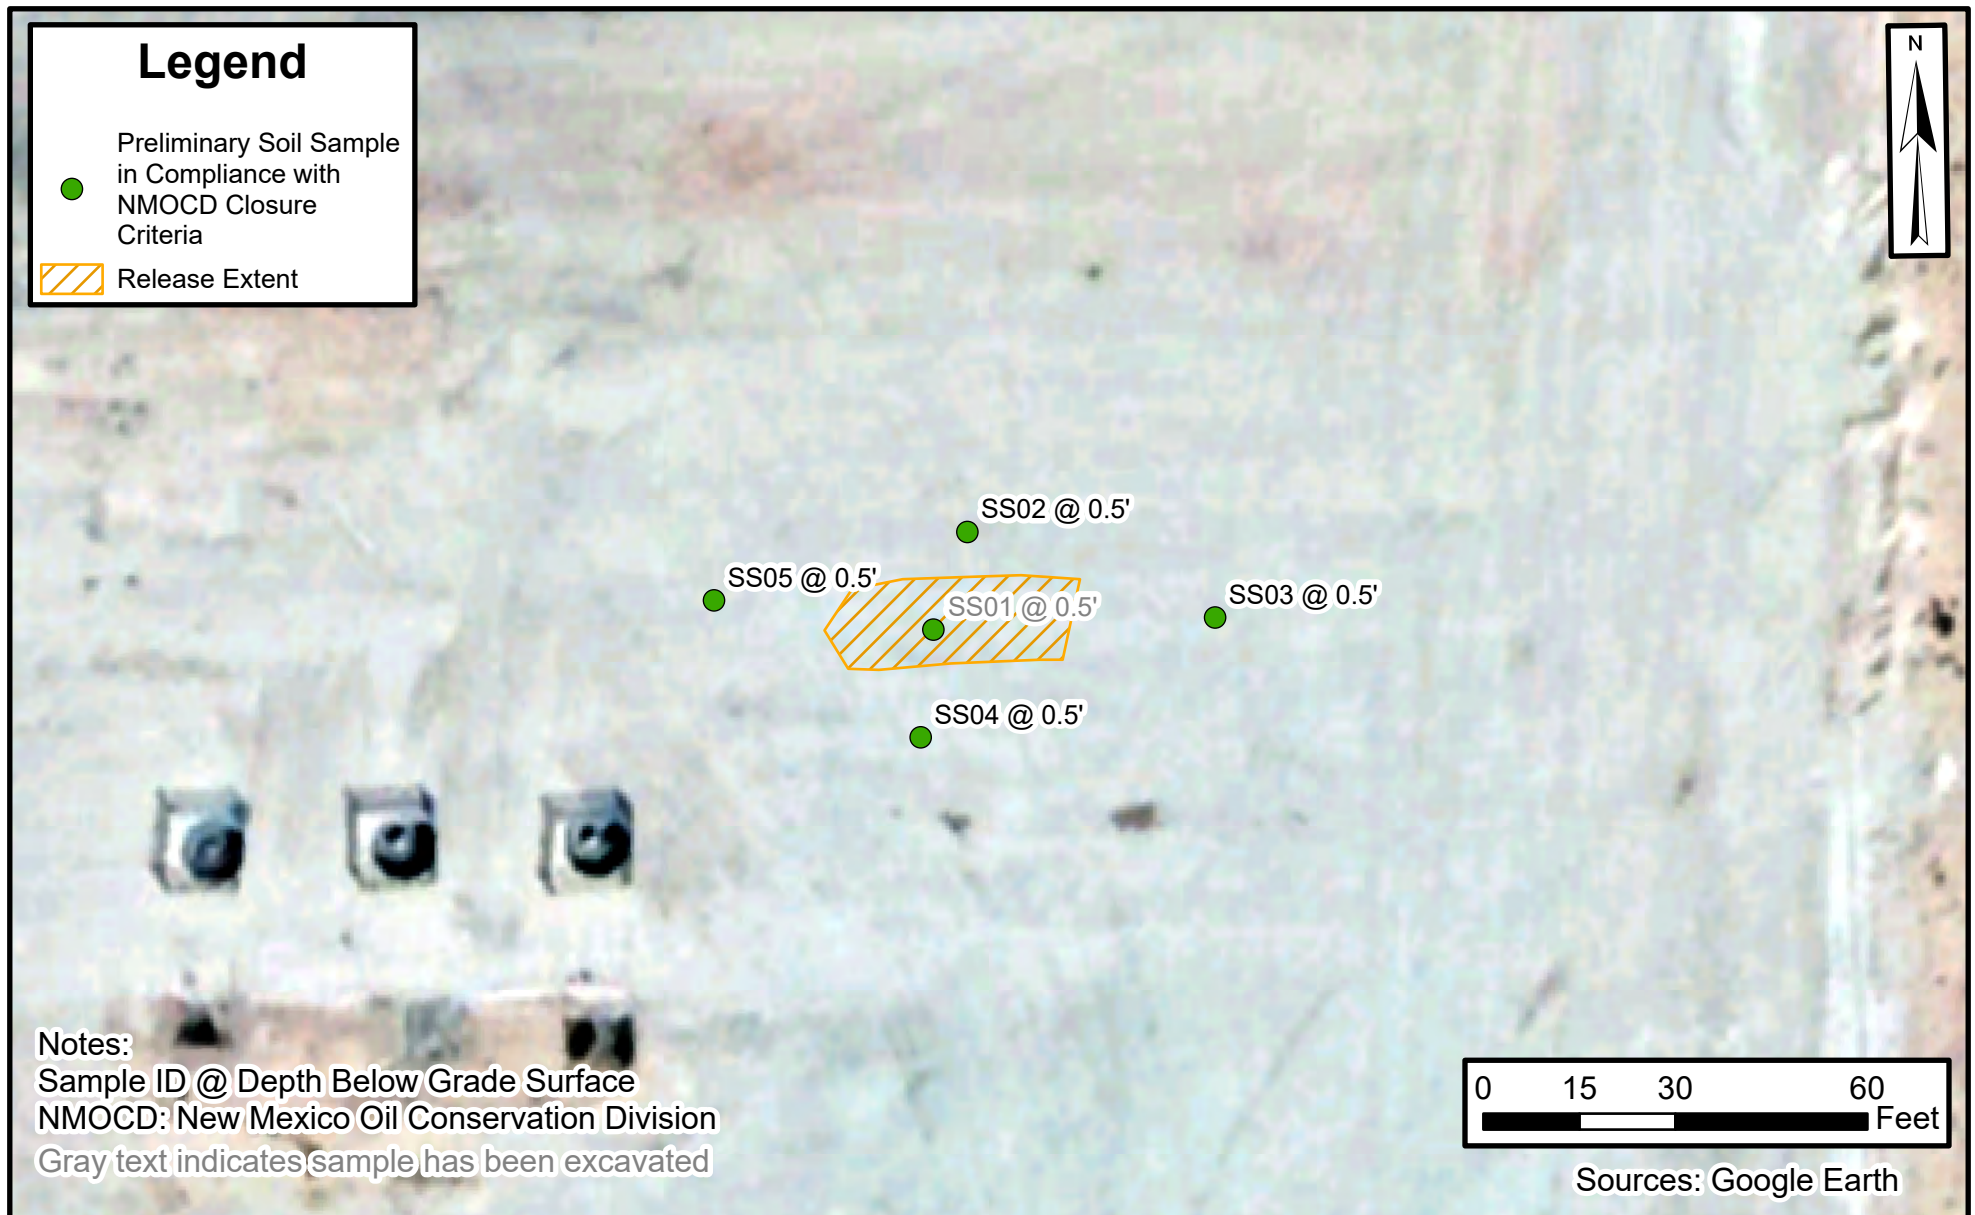 Legend
Preliminary Soil Sample
in Compliance with
NMOCD Closure
Criteria
Release Extent
N
SS02 @ 0.5'
SS05 @ 0.5'
SS01 @ 0.5'
SS03 @ 0.5'
SS04 @ 0.5'
Notes:
Sample ID @ Depth Below Grade Surface
NMOCD: New Mexico Oil Conservation Division
Gray text indicates sample has been excavated
0 15 30 60
Feet
Sources: Google Earth